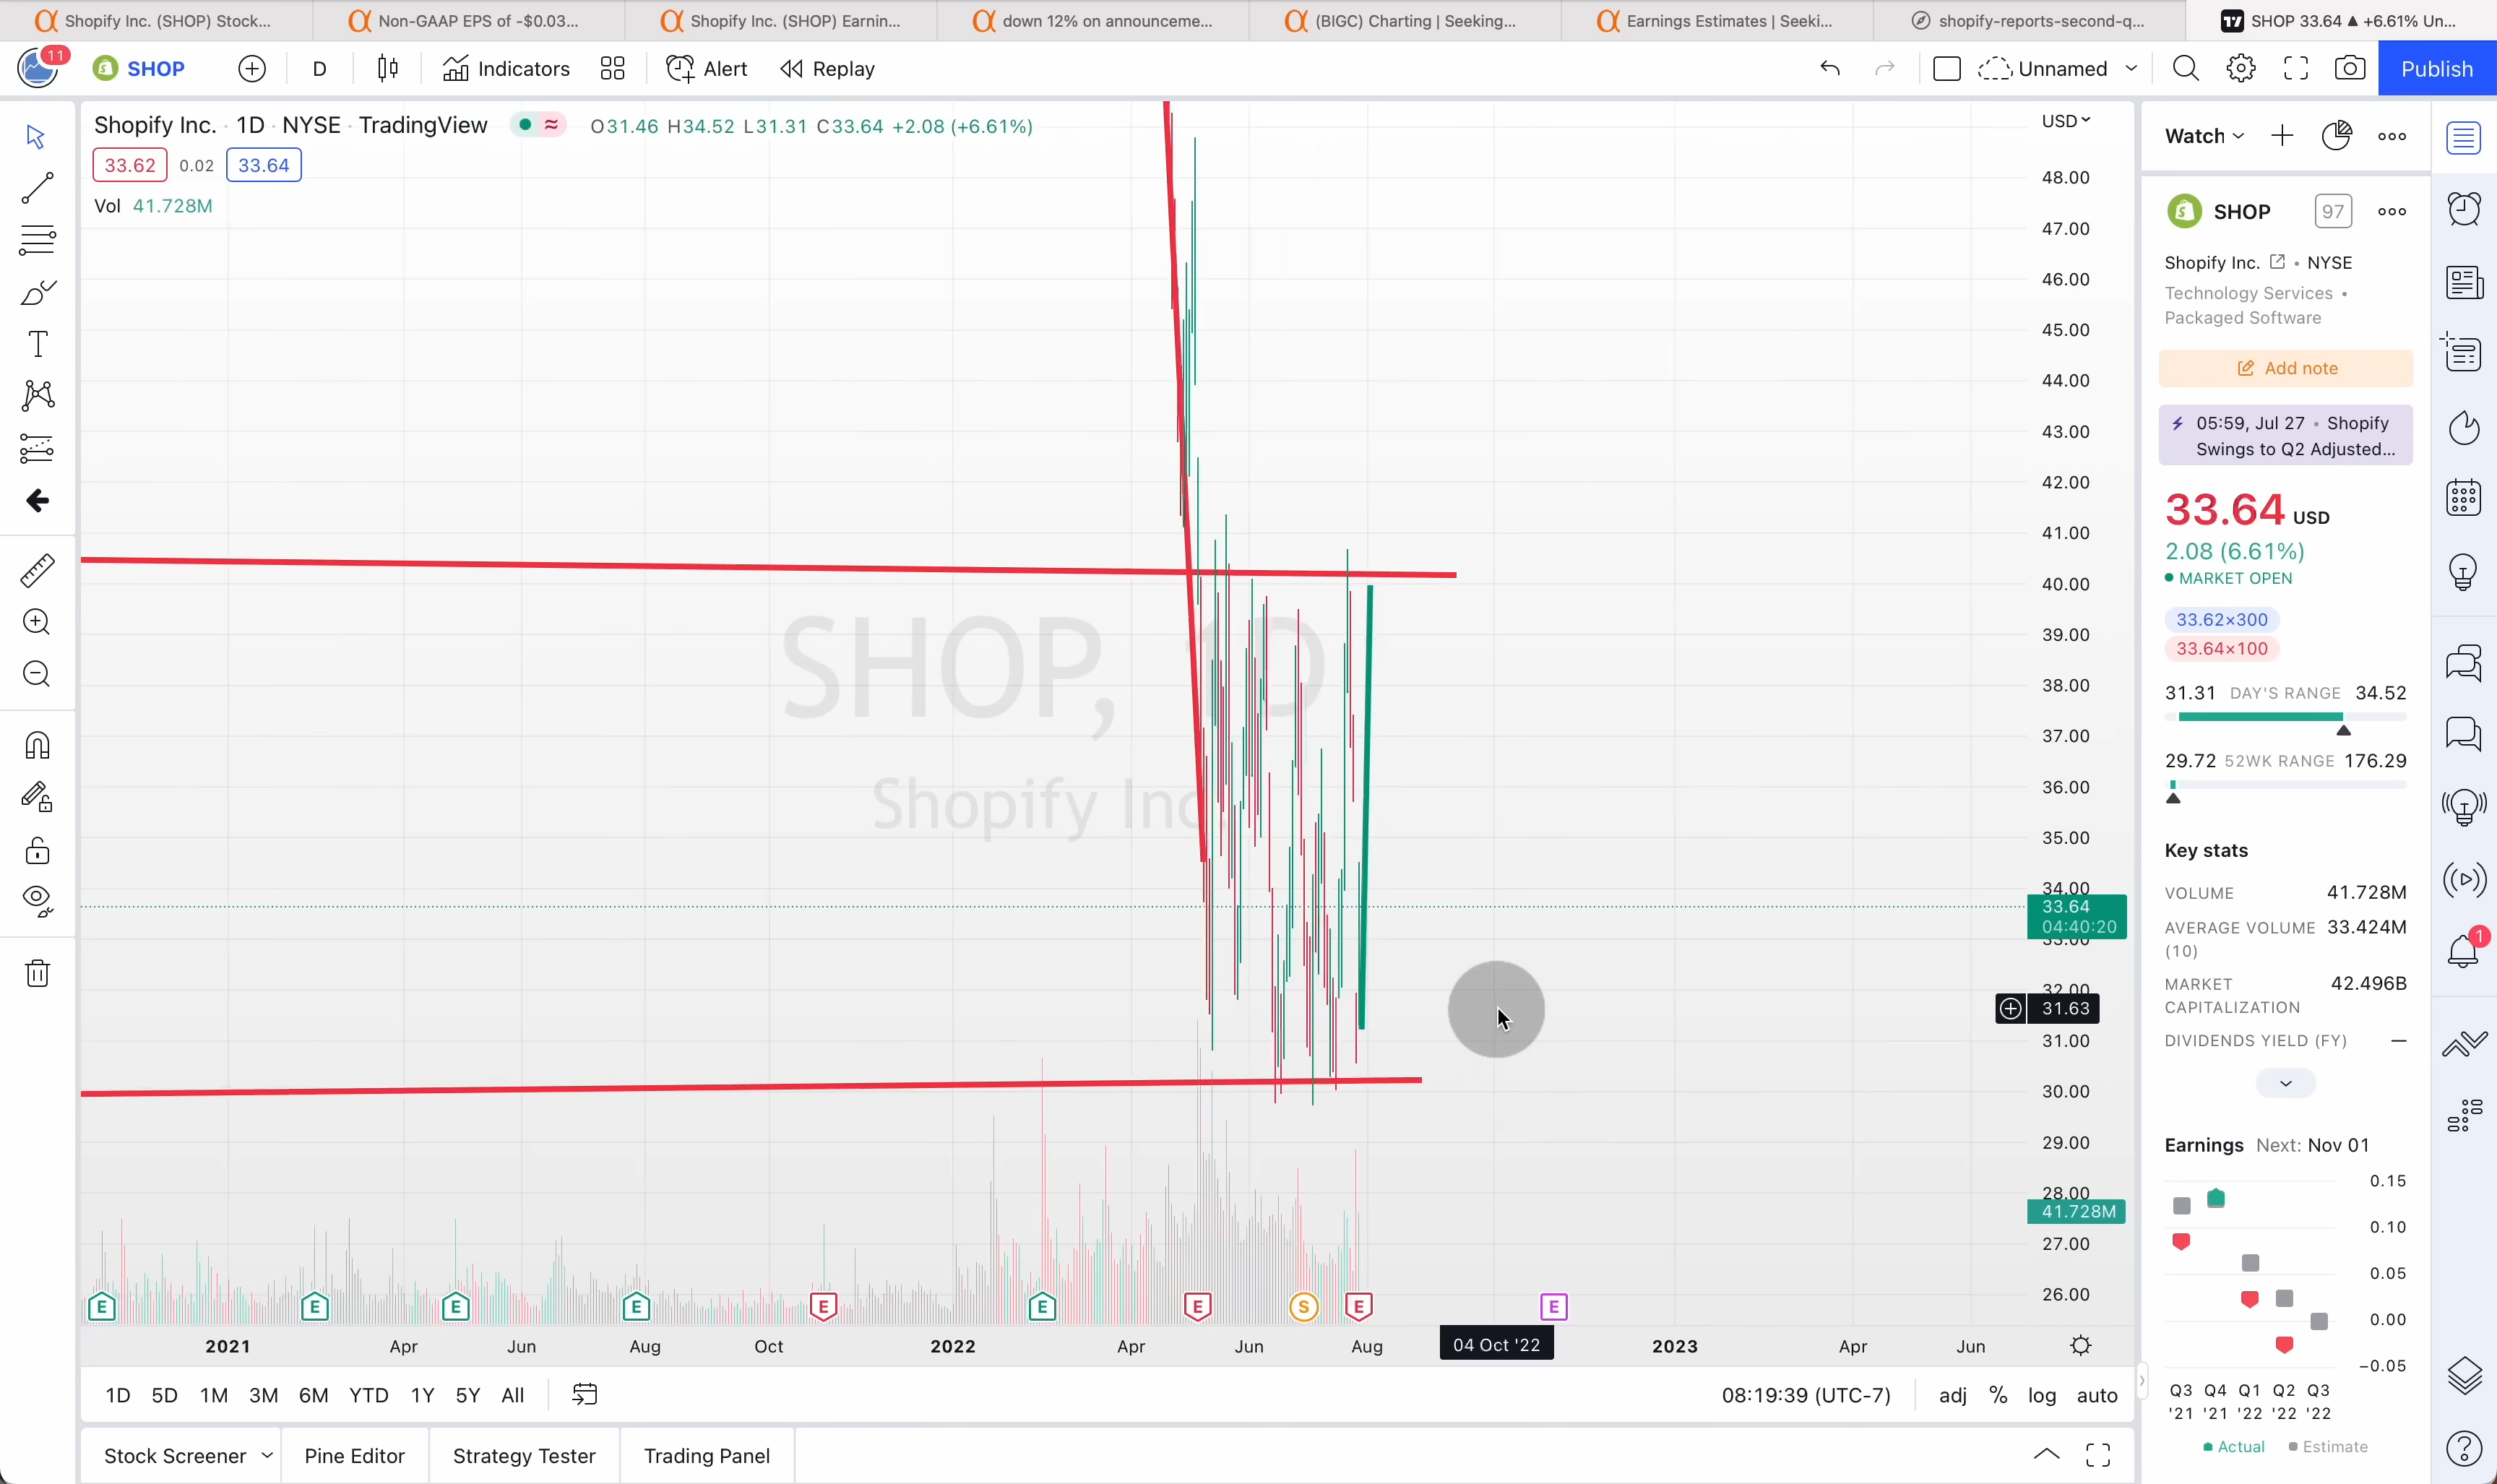 Shopify Inc. (SHOP) Stock...
Non-GAAP EPS of -$0.03...
Shopify Inc. (SHOP) Earnin...
down 12% on announceme...
(BIGC) Charting | Seeking...
Earnings Estimates | Seeki...
shopify-reports-second-q...
SHOP 33.64 ▲ +6.61% Un...
11
SHOP
D
Indicators
Alert
Replay
Unnamed
Publish
Shopify Inc. · 1D · NYSE · TradingView
O31.46 H34.52 L31.31 C33.64 +2.08 (+6.61%)
33.62 0.02 33.64
Vol 41.728M
SHOP, 1D
Shopify Inc
USD
48.00
47.00
46.00
45.00
44.00
43.00
42.00
41.00
40.00
39.00
38.00
37.00
36.00
35.00
34.00
33.64
04:40:20
33.00
32.00
31.63
31.00
30.00
29.00
28.00
41.728M
27.00
26.00
E E E E E E E S E E
2021 Apr Jun Aug Oct 2022 Apr Jun Aug 04 Oct '22 2023 Apr Jun
1D 5D 1M 3M 6M YTD 1Y 5Y All
08:19:39 (UTC-7) adj % log auto
Stock Screener Pine Editor Strategy Tester Trading Panel
Watch
SHOP 97
Shopify Inc. • NYSE
Technology Services •
Packaged Software
Add note
05:59, Jul 27 • Shopify
Swings to Q2 Adjusted...
33.64 USD
2.08 (6.61%)
MARKET OPEN
33.62×300
33.64×100
31.31 DAY'S RANGE 34.52
29.72 52WK RANGE 176.29
Key stats
VOLUME 41.728M
AVERAGE VOLUME 33.424M
(10)
MARKET 42.496B
CAPITALIZATION
DIVIDENDS YIELD (FY) —
Earnings Next: Nov 01
0.15
0.10
0.05
0.00
−0.05
Q3 Q4 Q1 Q2 Q3
'21 '21 '22 '22 '22
Actual Estimate
1